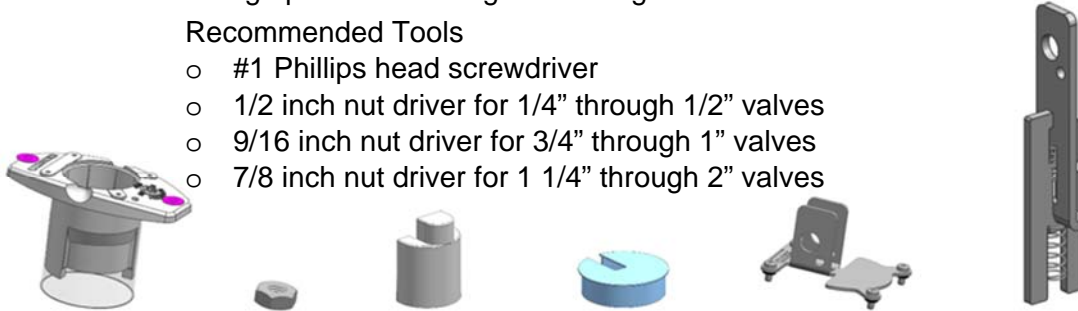 Recommended Tools
o #1 Phillips head screwdriver
o 1/2 inch nut driver for 1/4” through 1/2” valves
o 9/16 inch nut driver for 3/4” through 1” valves
o 7/8 inch nut driver for 1 1/4” through 2” valves